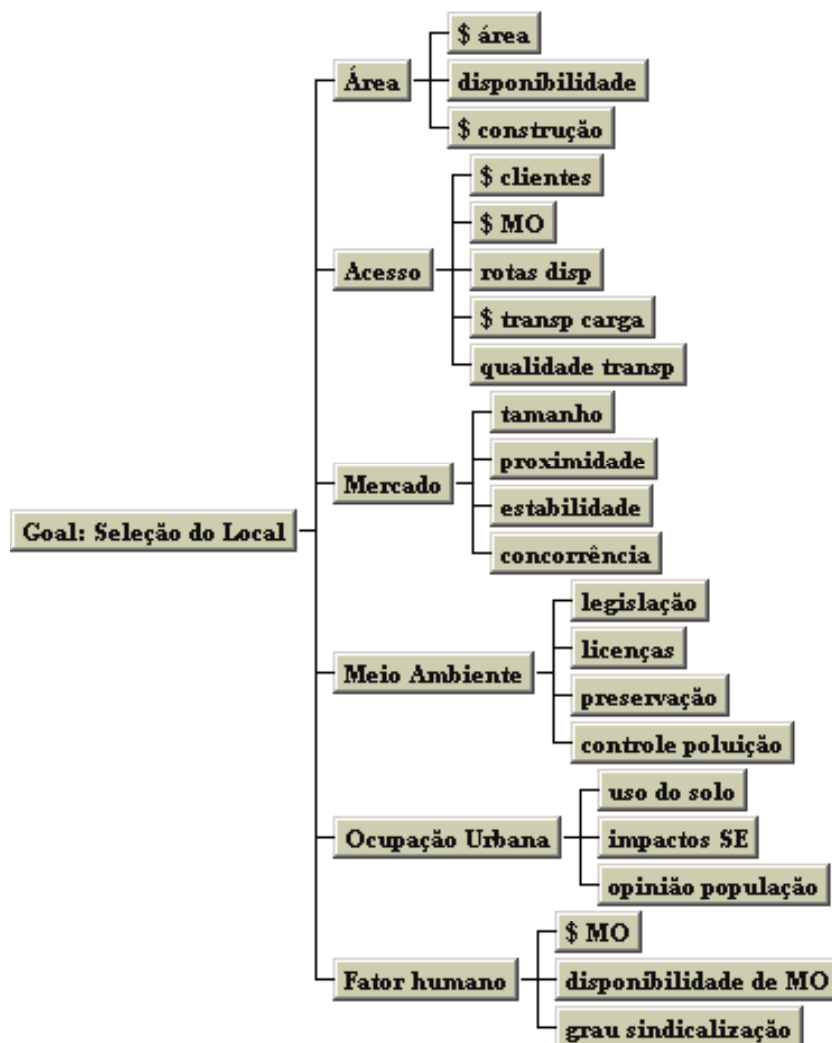 Goal: Seleção do Local
Área
$ área
disponibilidade
$ construção
Acesso
$ clientes
$ MO
rotas disp
$ transp carga
qualidade transp
Mercado
tamanho
proximidade
estabilidade
concorrência
Meio Ambiente
legislação
licenças
preservação
controle poluição
Ocupação Urbana
uso do solo
impactos SE
opinião população
Fator humano
$ MO
disponibilidade de MO
grau sindicalização